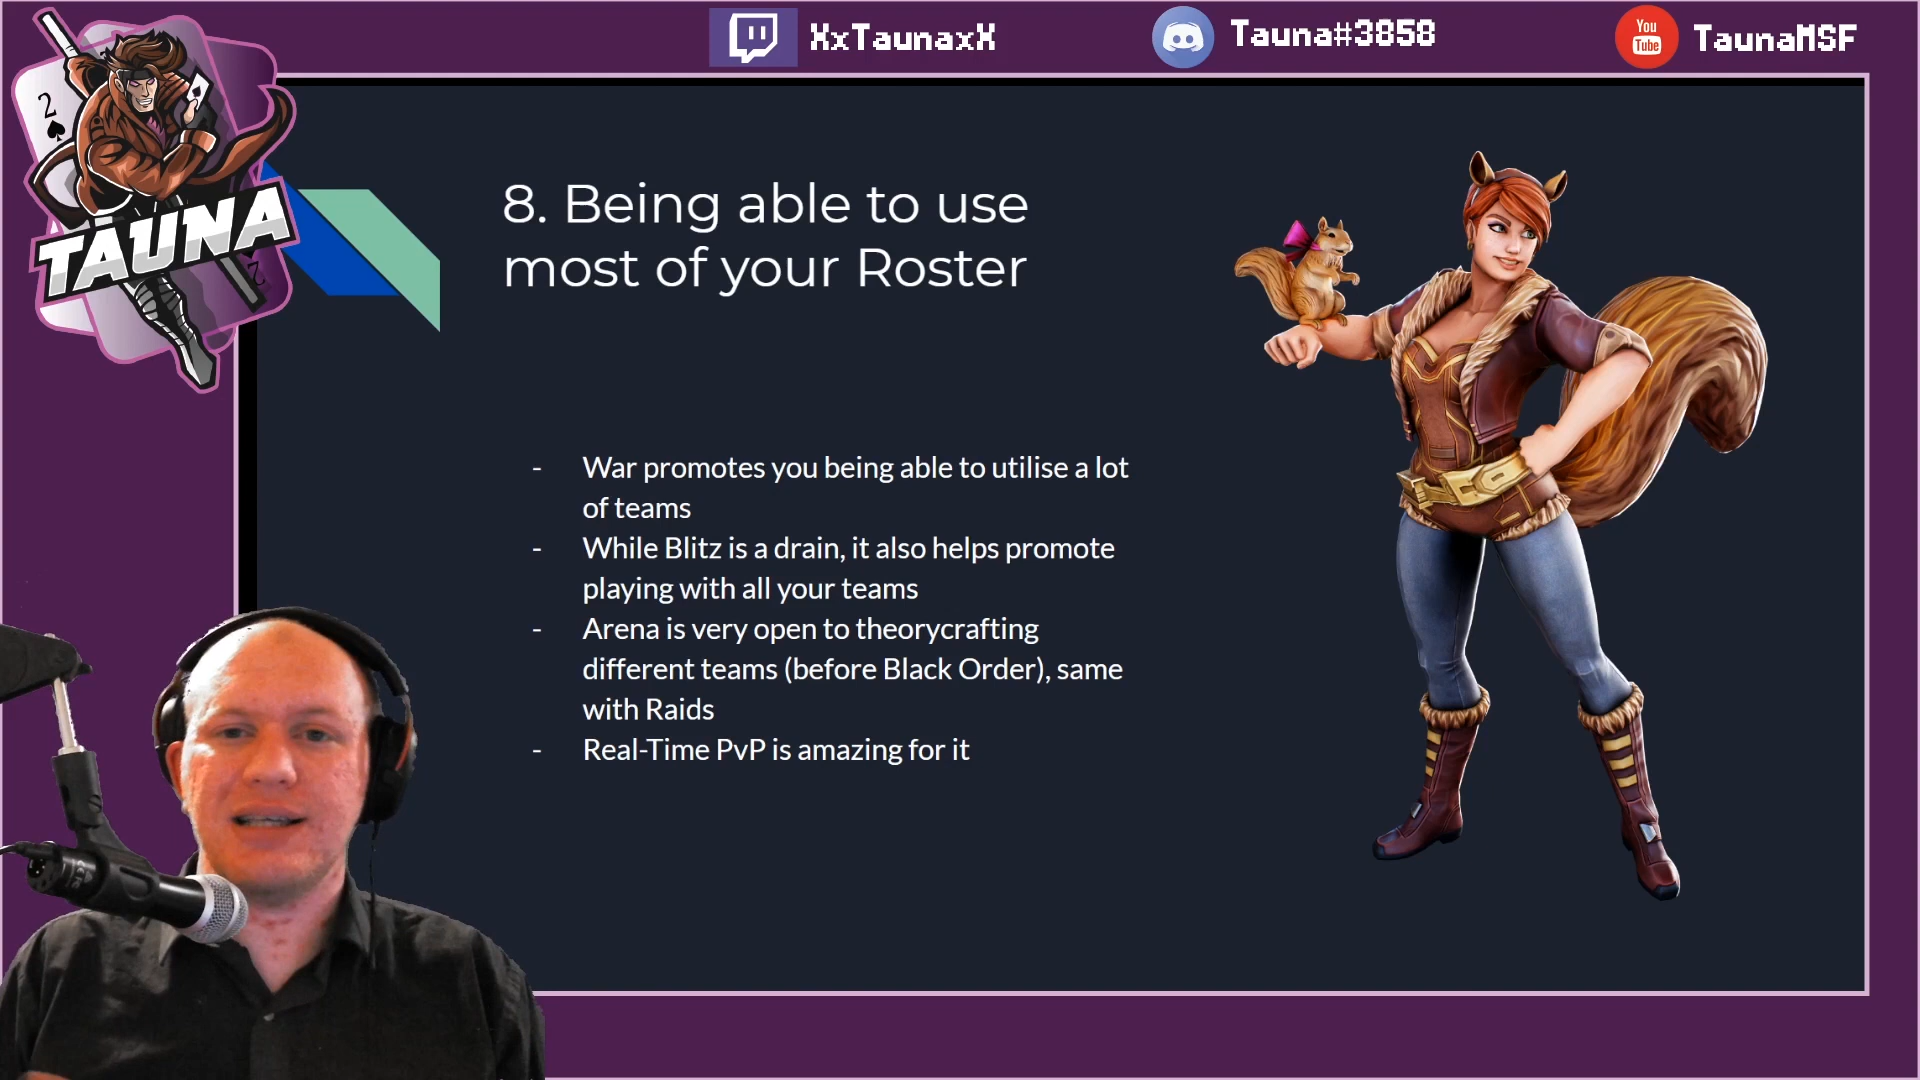 XxTaunaxX
Tauna#3858
You
Tube
TaunaMSF
2
TAUNA
2
8. Being able to use
most of your Roster
- War promotes you being able to utilise a lot
of teams
- While Blitz is a drain, it also helps promote
playing with all your teams
- Arena is very open to theorycrafting
different teams (before Black Order), same
with Raids
- Real-Time PvP is amazing for it